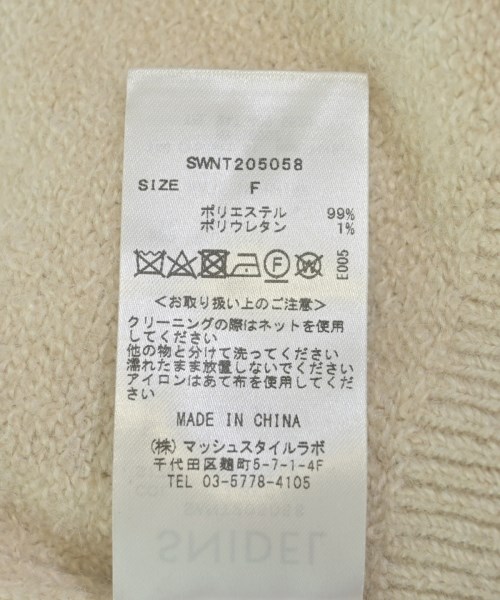 SWNT205058
SIZE F
ポリエステル 99%
ポリウレタン 1%
F W E005
<お取り扱い上のご注意>
クリーニングの際はネットを使用
してください
他の物と分けて洗ってください
濡れたまま放置しないでください
アイロンはあて布を使用してくだ
さい
MADE IN CHINA
(株) マッシュスタイルラボ
千代田区麹町5-7-1-4F
TEL 03-5778-4105
SWNT205058
SNIDEL